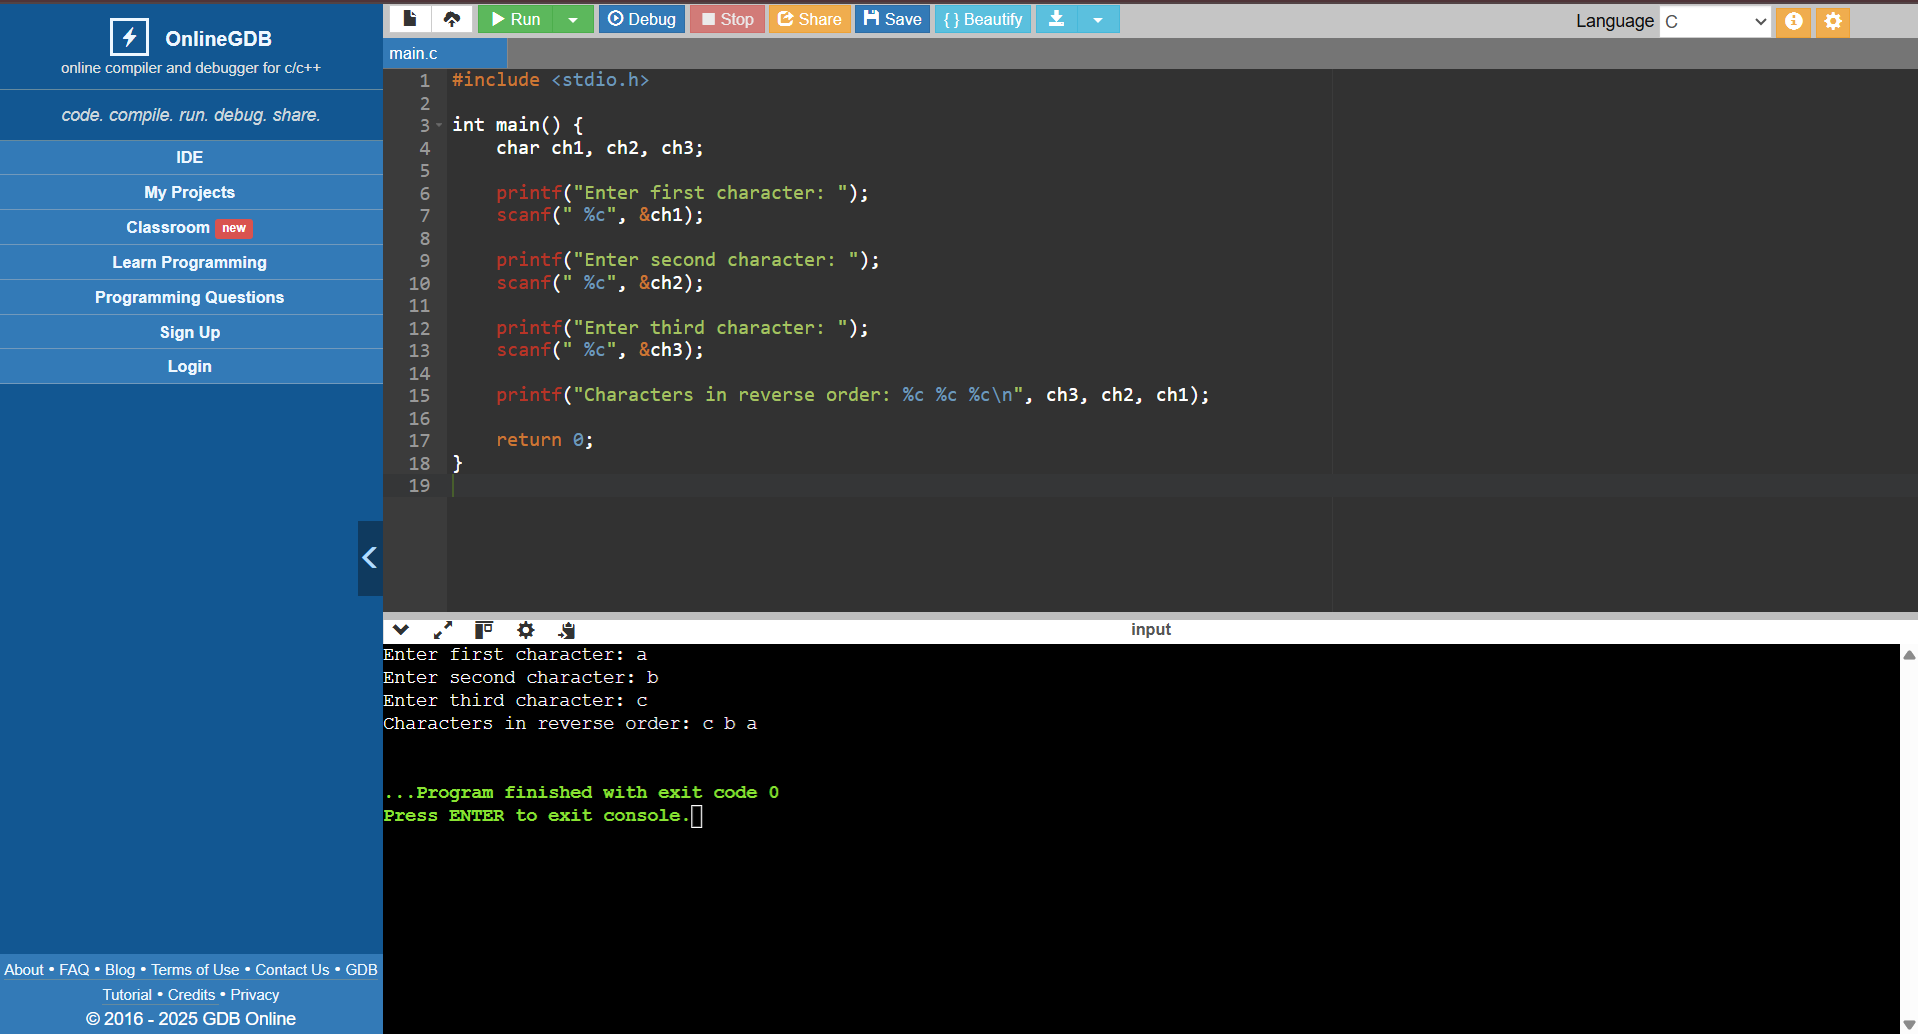 OnlineGDB
online compiler and debugger for c/c++
code. compile. run. debug. share.
IDE
My Projects
Classroom new
Learn Programming
Programming Questions
Sign Up
Login
About • FAQ • Blog • Terms of Use • Contact Us • GDB
Tutorial • Credits • Privacy
© 2016 - 2025 GDB Online
Run Debug Stop Share Save { } Beautify Language C
main.c
1 #include <stdio.h>
2
3 int main() {
4     char ch1, ch2, ch3;
5
6     printf("Enter first character: ");
7     scanf(" %c", &ch1);
8
9     printf("Enter second character: ");
10     scanf(" %c", &ch2);
11
12     printf("Enter third character: ");
13     scanf(" %c", &ch3);
14
15     printf("Characters in reverse order: %c %c %c\n", ch3, ch2, ch1);
16
17     return 0;
18 }
19
input
Enter first character: a
Enter second character: b
Enter third character: c
Characters in reverse order: c b a
...Program finished with exit code 0
Press ENTER to exit console.